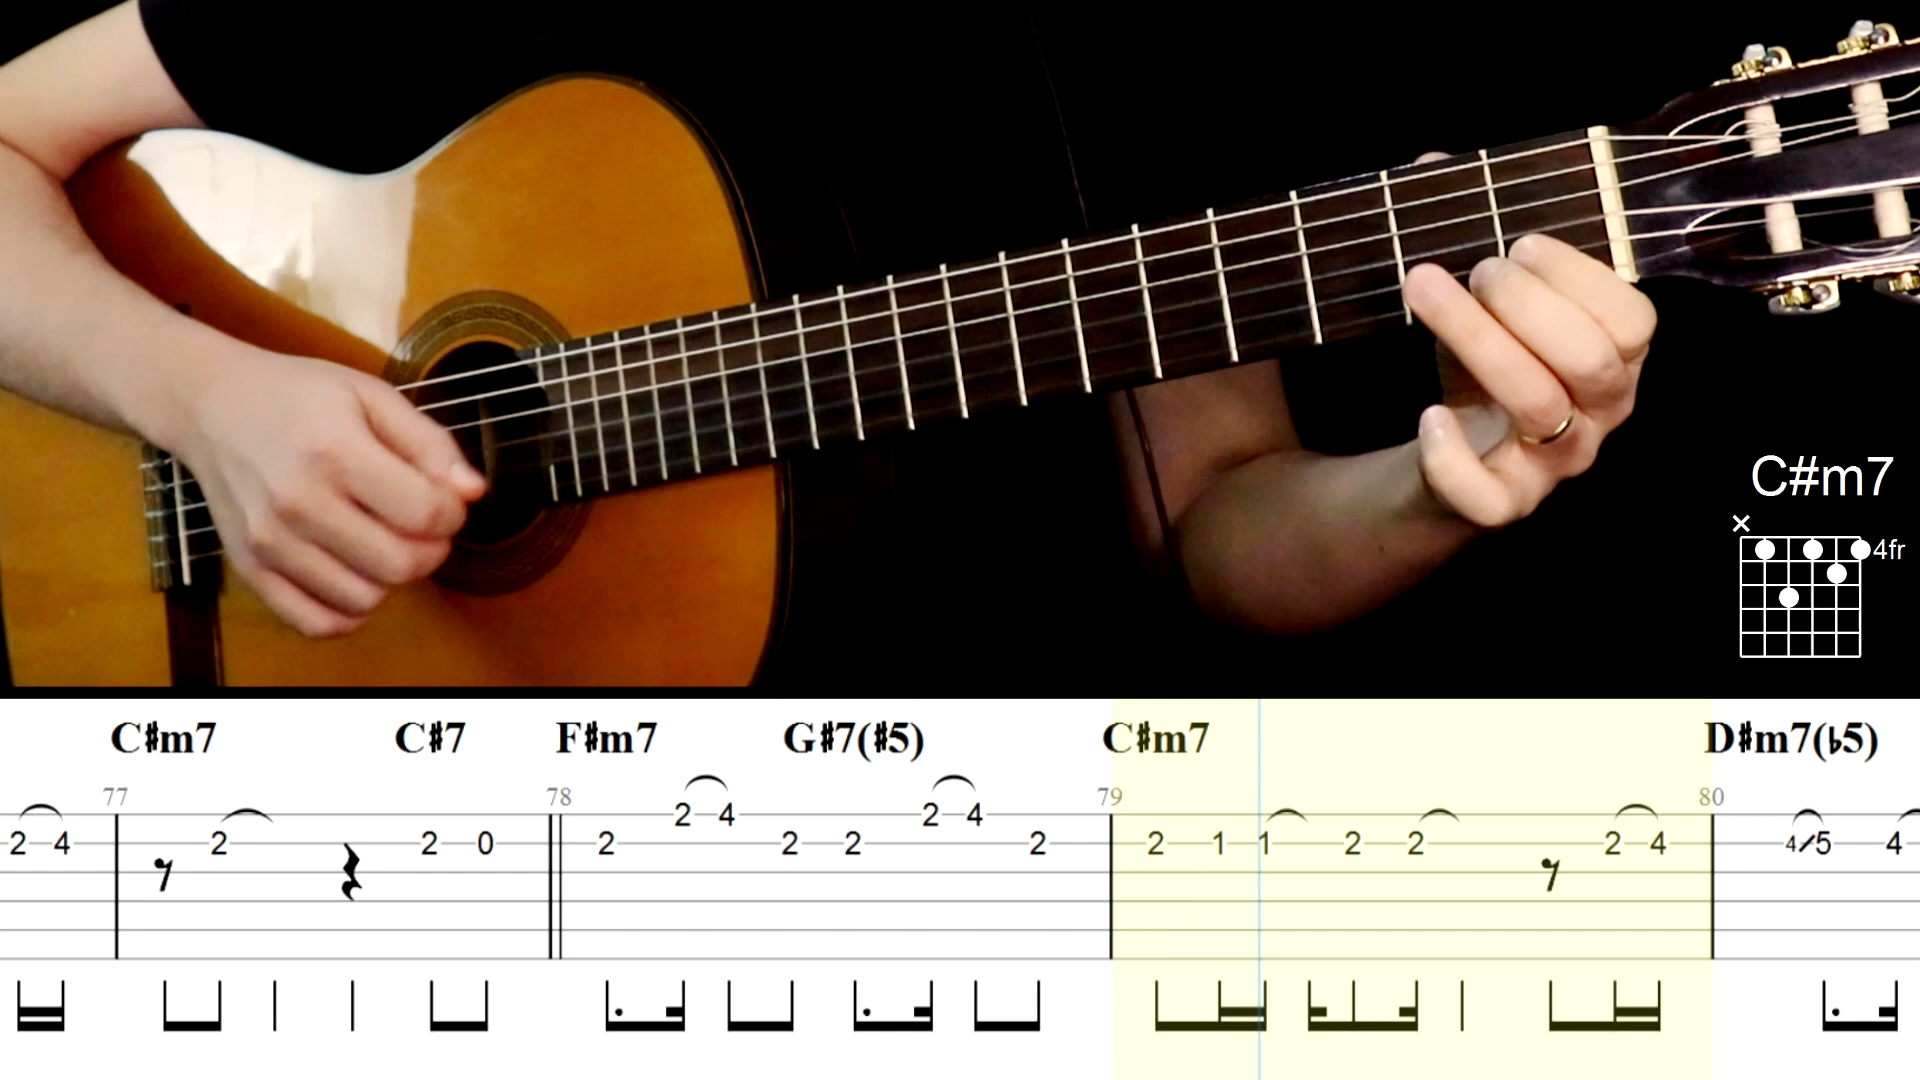 C#m7
×
4fr
C♯m7 C♯7 F♯m7 G♯7(♯5) C♯m7 D♯m7(♭5)
77 78 79 80
2 4 2 4 4 5
2 4 2 2 0 2 2 2 2 2 1 1 2 2 2 4 4